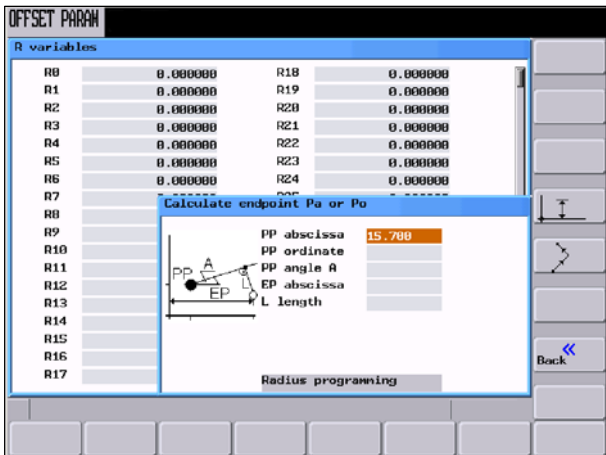 OFFSET PARAM
R variables
R0 0.000000 R18 0.000000
R1 0.000000 R19 0.000000
R2 0.000000 R20 0.000000
R3 0.000000 R21 0.000000
R4 0.000000 R22 0.000000
R5 0.000000 R23 0.000000
R6 0.000000 R24 0.000000
R7
R8
R9
R10
R11
R12
R13
R14
R15
R16
R17
Calculate endpoint Pa or Po
PP abscissa 15.700
PP ordinate
PP angle A
EP abscissa
L length
PP A L
EP
Radius programming
Back